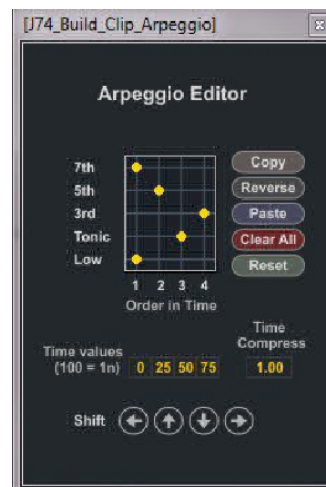 [J74_Build_Clip_Arpeggio]
Arpeggio Editor
7th
5th
3rd
Tonic
Low
1 2 3 4
Order in Time
Copy
Reverse
Paste
Clear All
Reset
Time values
(100 = 1n) 0 25 50 75
Time
Compress
1.00
Shift